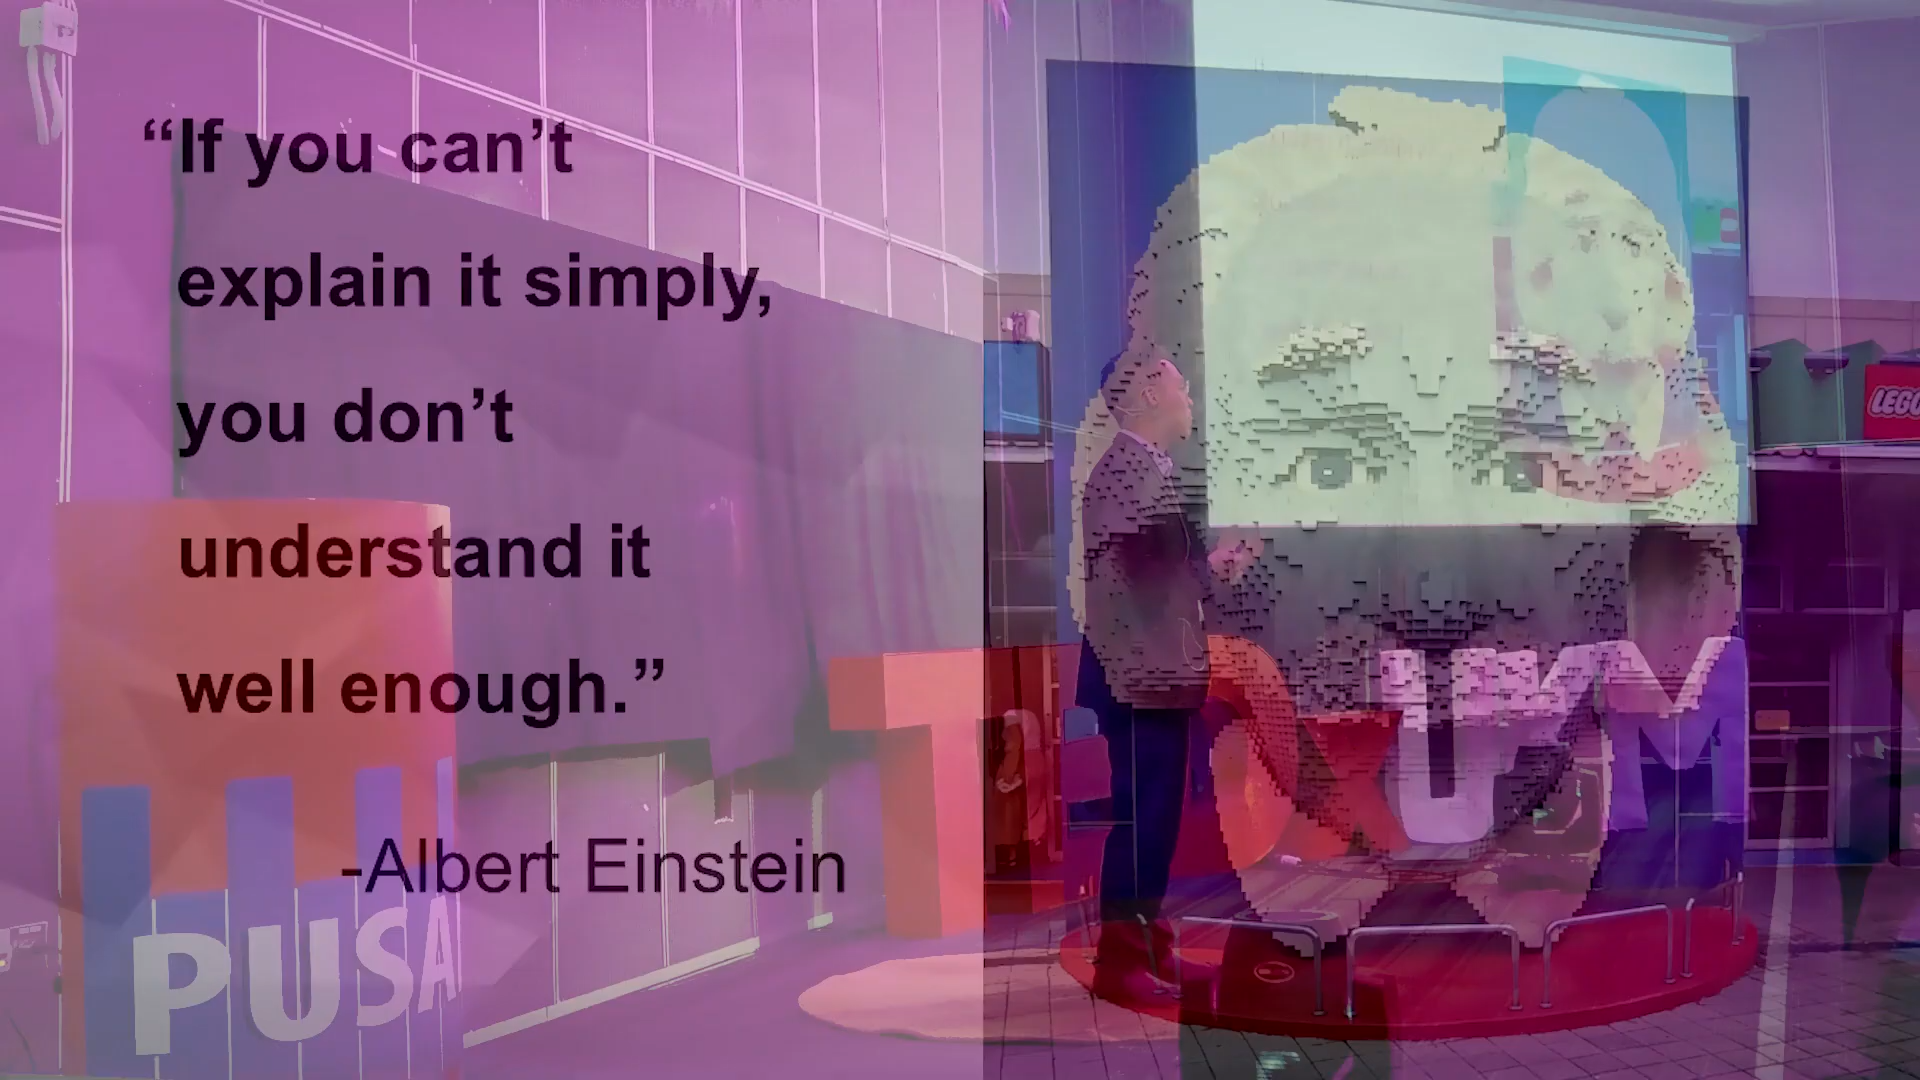 “If you can’t
explain it simply,
you don’t
understand it
well enough.”
-Albert Einstein
PUSA
LEGO